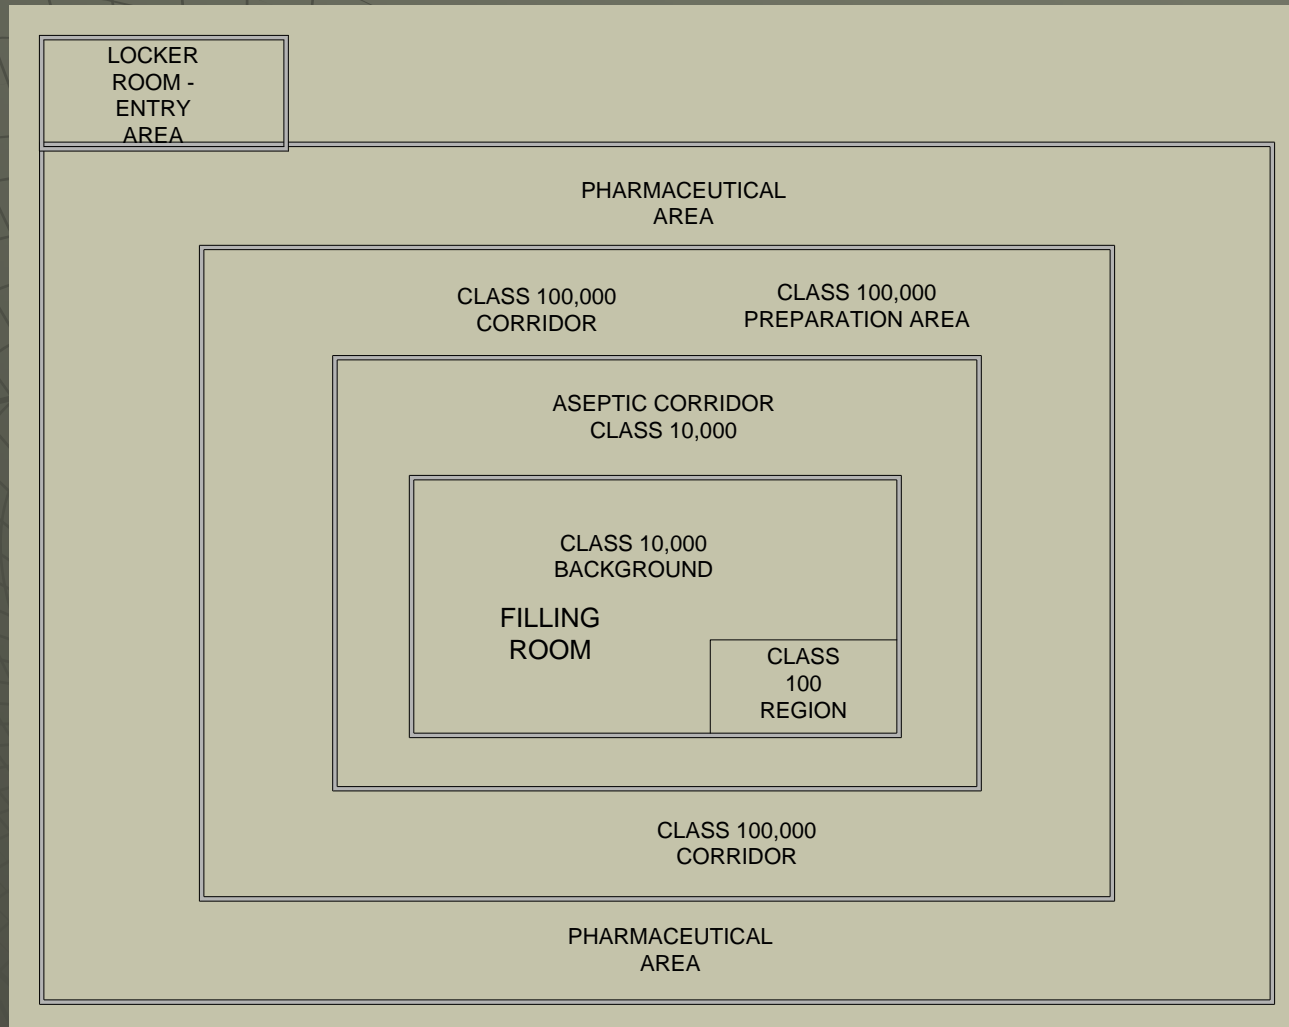 LOCKER
ROOM -
ENTRY
AREA
PHARMACEUTICAL
AREA
CLASS 100,000
CORRIDOR
CLASS 100,000
PREPARATION AREA
ASEPTIC CORRIDOR
CLASS 10,000
CLASS 10,000
BACKGROUND
FILLING
ROOM
CLASS
100
REGION
CLASS 100,000
CORRIDOR
PHARMACEUTICAL
AREA